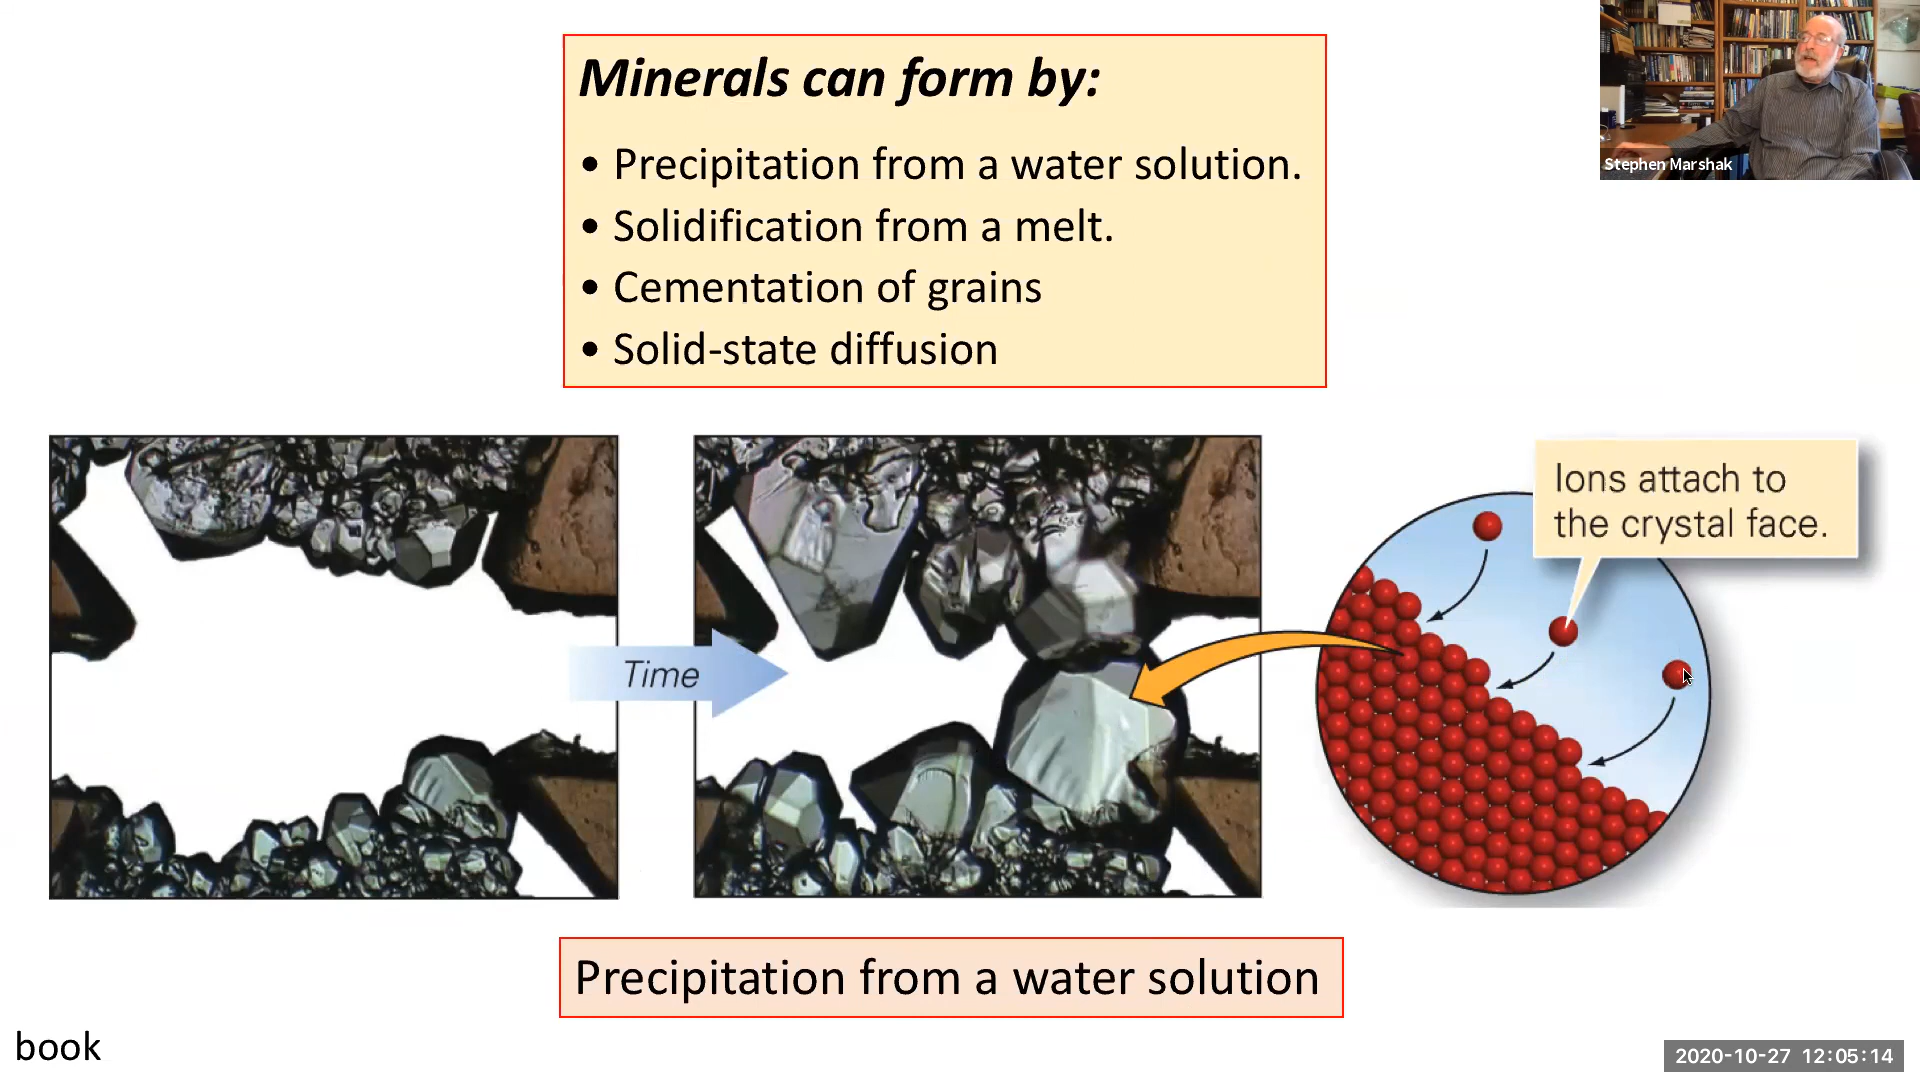 Minerals can form by:
• Precipitation from a water solution.
• Solidification from a melt.
• Cementation of grains
• Solid-state diffusion
Stephen Marshak
Time
Ions attach to
the crystal face.
Precipitation from a water solution
book
2020-10-27 12:05:14